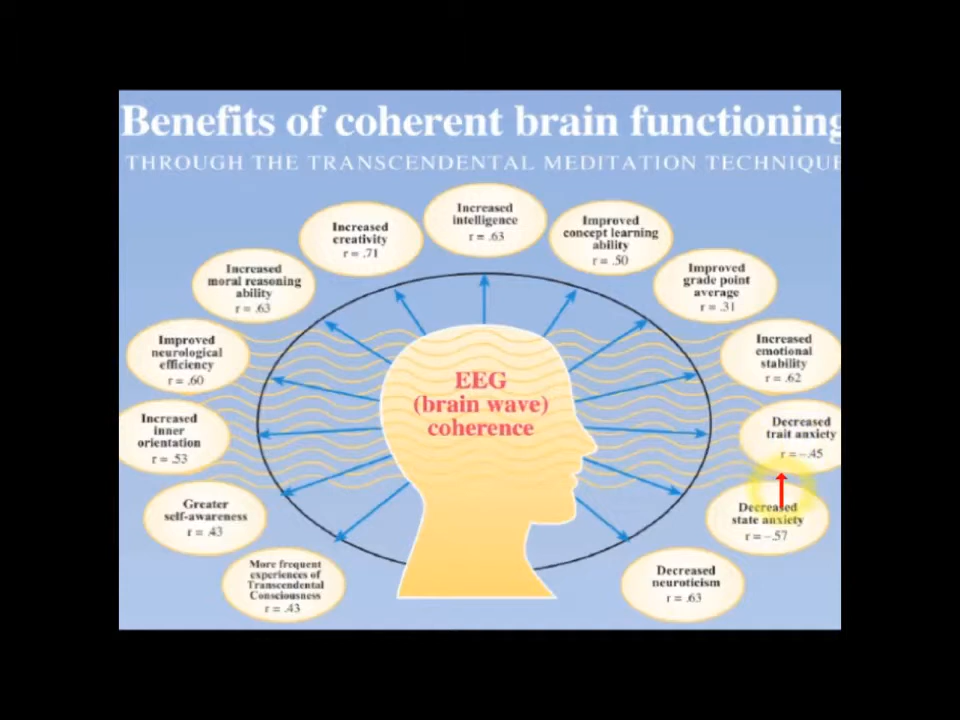 Benefits of coherent brain functioning
THROUGH THE TRANSCENDENTAL MEDITATION TECHNIQUE
Increased
intelligence
r = .63
Increased
creativity
r = .71
Improved
concept learning
ability
r = .50
Increased
moral reasoning
ability
r = .63
Improved
grade point
average
r = .31
Improved
neurological
efficiency
r = .60
Increased
emotional
stability
r = .62
EEG
(brain wave)
coherence
Increased
inner
orientation
r = .53
Decreased
trait anxiety
r = –.45
Greater
self-awareness
r = .43
Decreased
state anxiety
r = –.57
More frequent
experiences of
Transcendental
Consciousness
r = .43
Decreased
neuroticism
r = .63